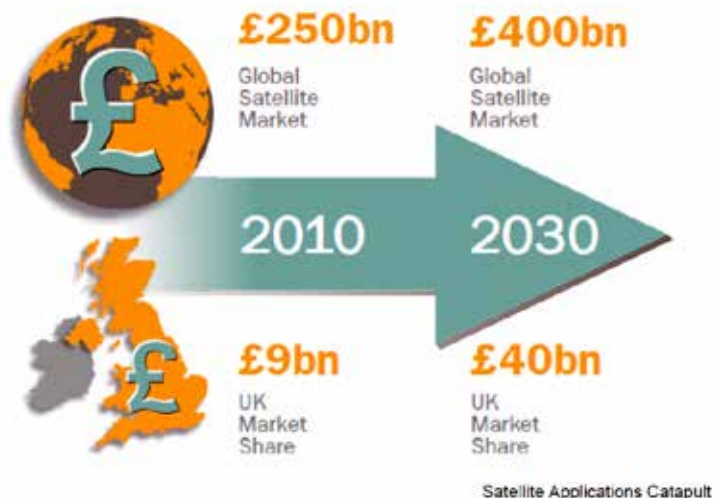 £250bn
Global
Satellite
Market
£400bn
Global
Satellite
Market
£
2010
2030
£
£9bn
UK
Market
Share
£40bn
UK
Market
Share
Satellite Applications Catapult